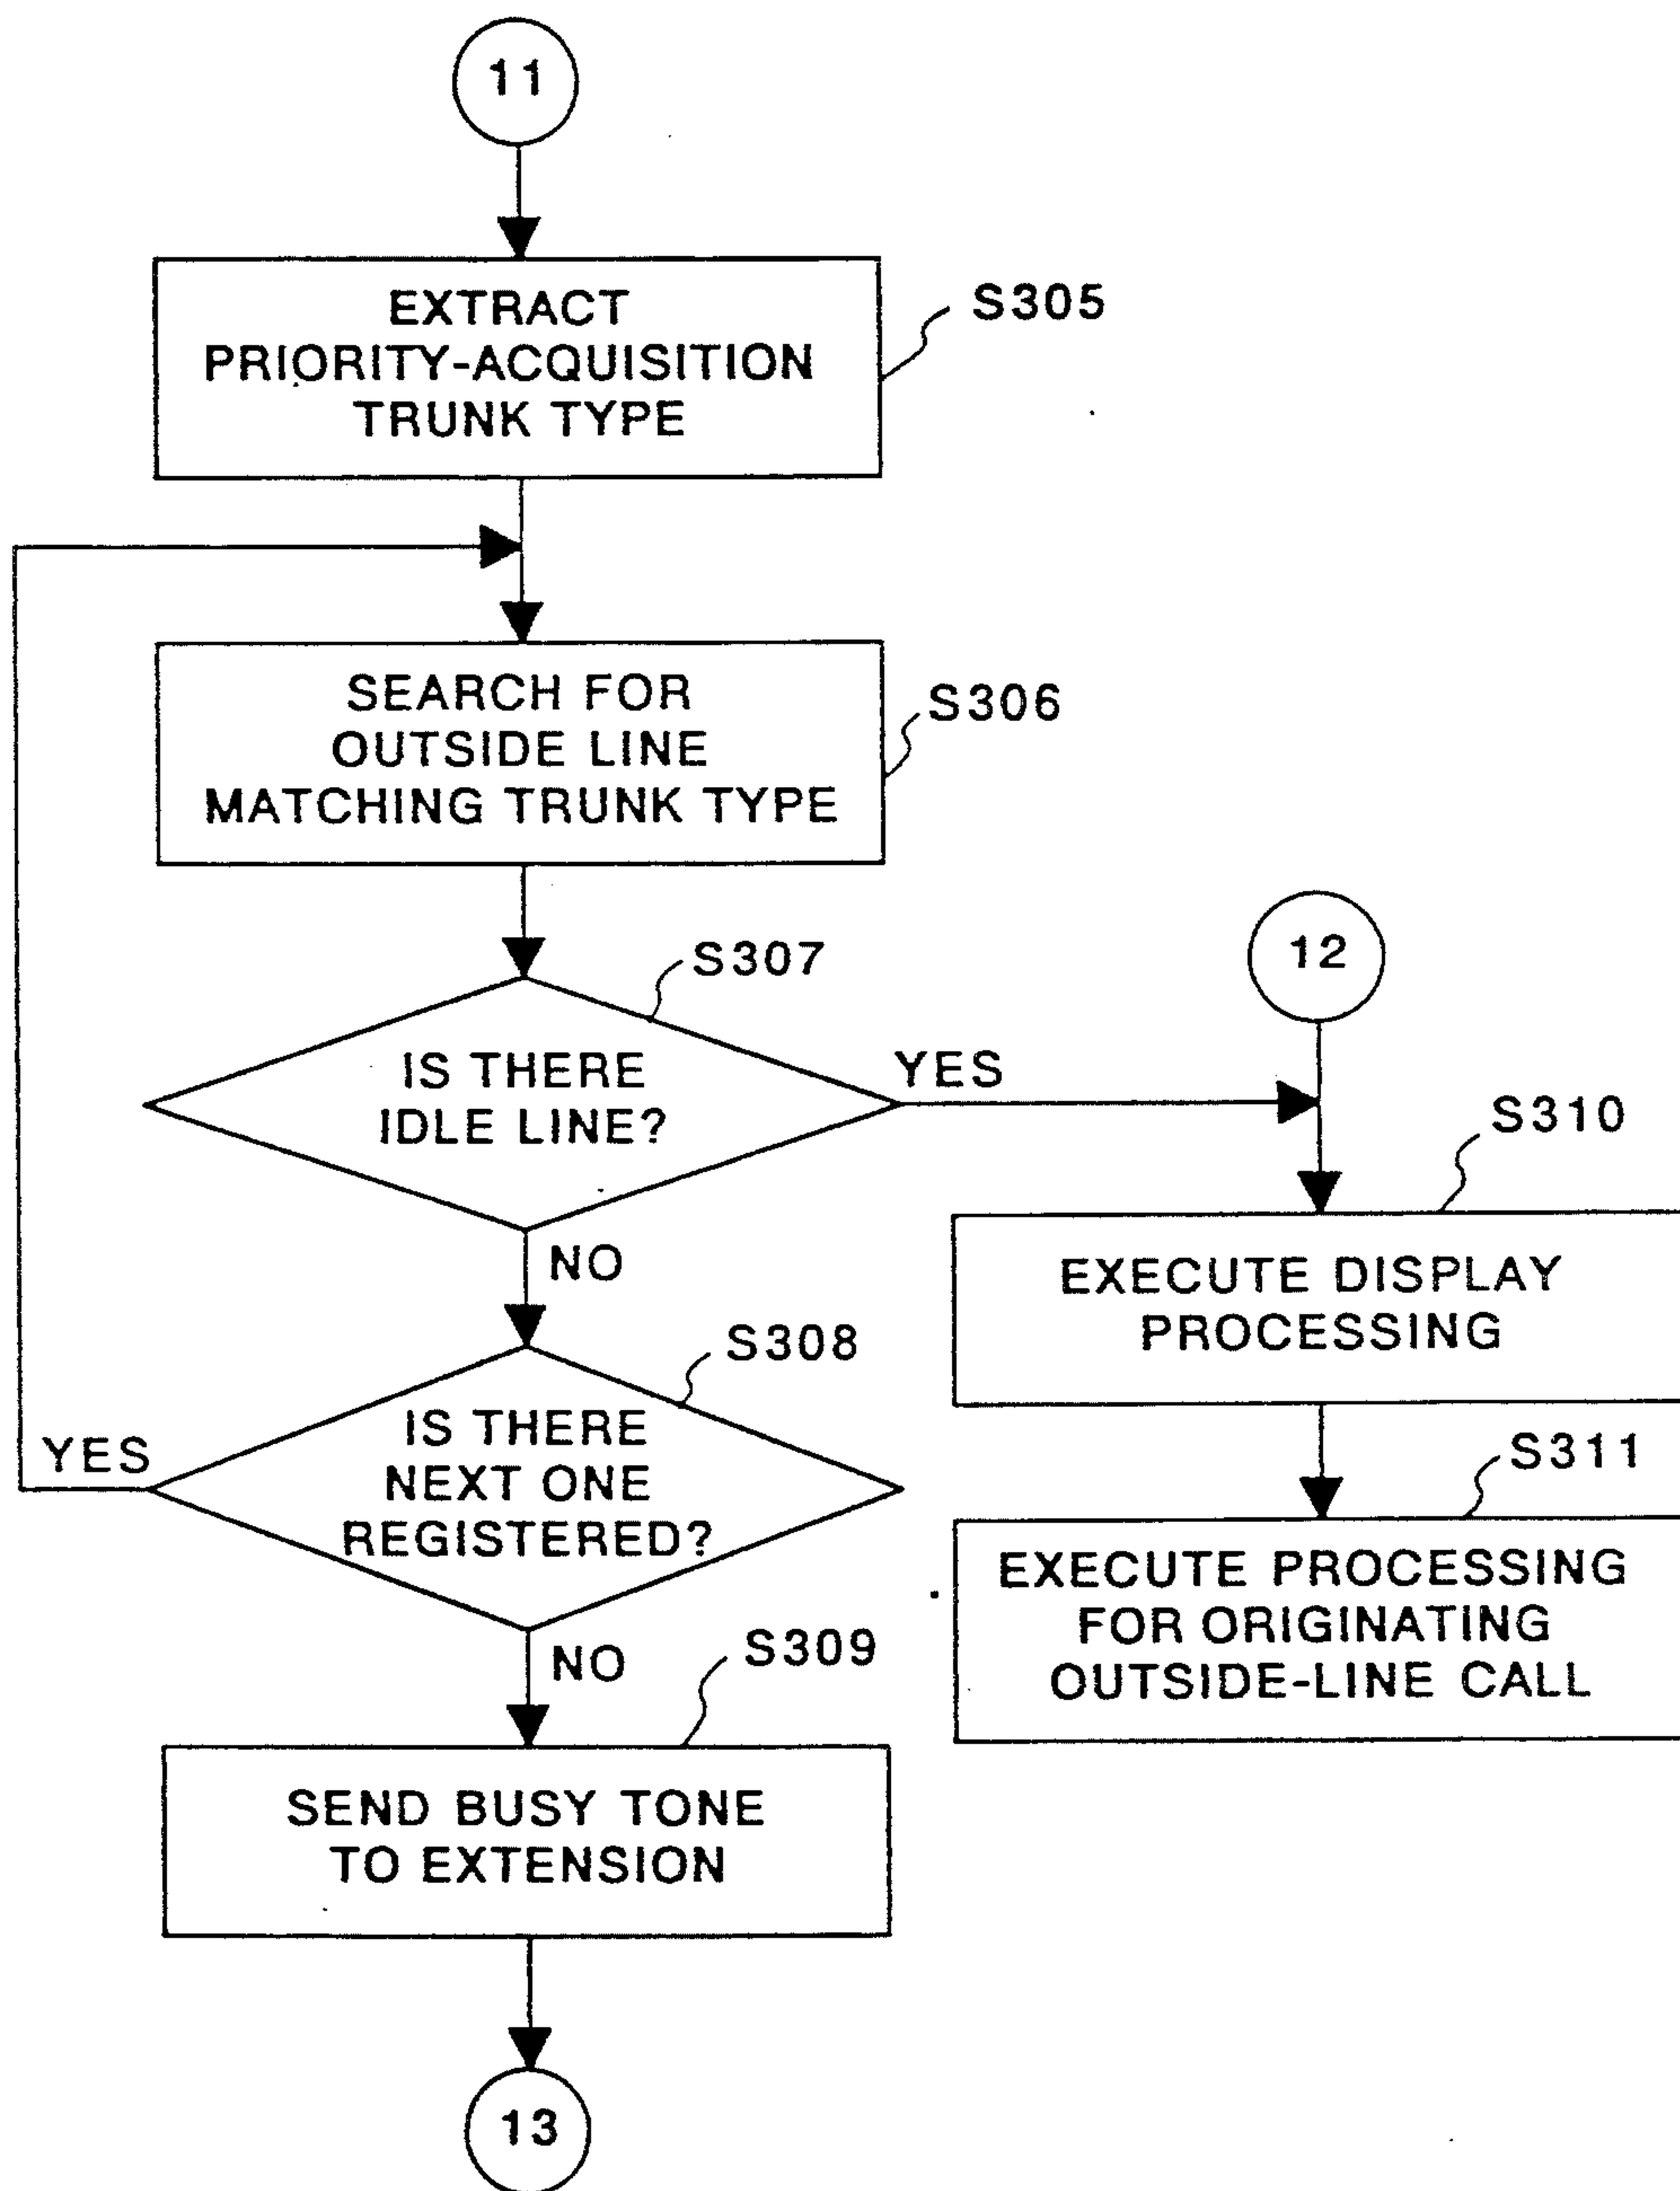 11
EXTRACT
PRIORITY-ACQUISITION
TRUNK TYPE
S305
SEARCH FOR
OUTSIDE LINE
MATCHING TRUNK TYPE
S306
S307
IS THERE
IDLE LINE?
YES
NO
12
S310
EXECUTE DISPLAY
PROCESSING
S308
IS THERE
NEXT ONE
REGISTERED?
YES
NO
S311
EXECUTE PROCESSING
FOR ORIGINATING
OUTSIDE-LINE CALL
S309
SEND BUSY TONE
TO EXTENSION
13